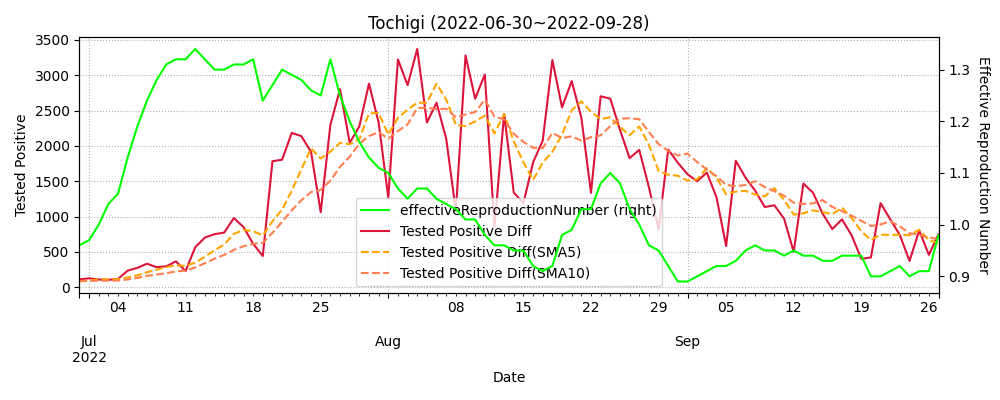 Tochigi (2022-06-30~2022-09-28)
3500
3000
2500
2000
1500
1000
500
0
Tested Positive
1.3
1.2
1.1
1.0
0.9
Effective Reproduction Number
effectiveReproductionNumber (right)
Tested Positive Diff
Tested Positive Diff(SMA5)
Tested Positive Diff(SMA10)
04 11 18 25 08 15 22 29 05 12 19 26
Jul Aug Sep
2022
Date